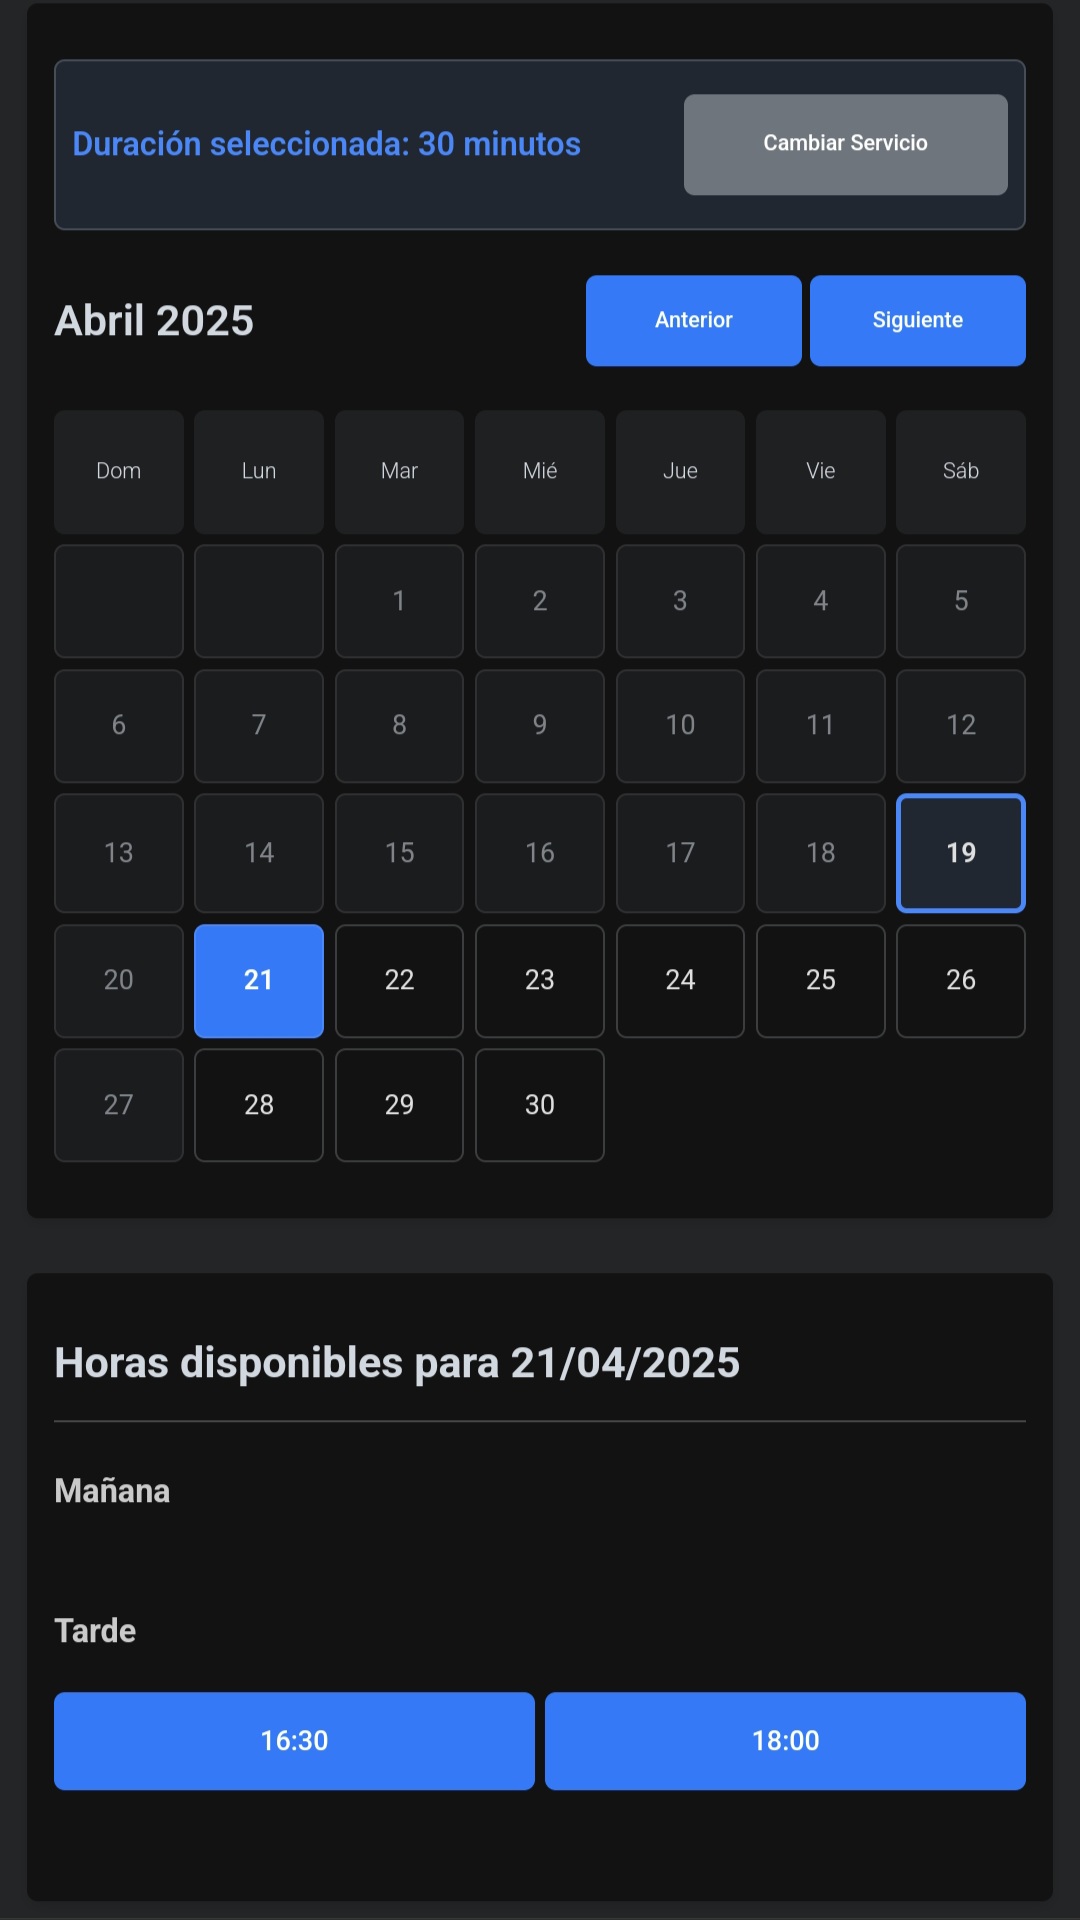 Duración seleccionada: 30 minutos
Cambiar Servicio
Abril 2025
Anterior
Siguiente
Dom Lun Mar Mié Jue Vie Sáb
1 2 3 4 5
6 7 8 9 10 11 12
13 14 15 16 17 18 19
20 21 22 23 24 25 26
27 28 29 30
Horas disponibles para 21/04/2025
Mañana
Tarde
16:30 18:00